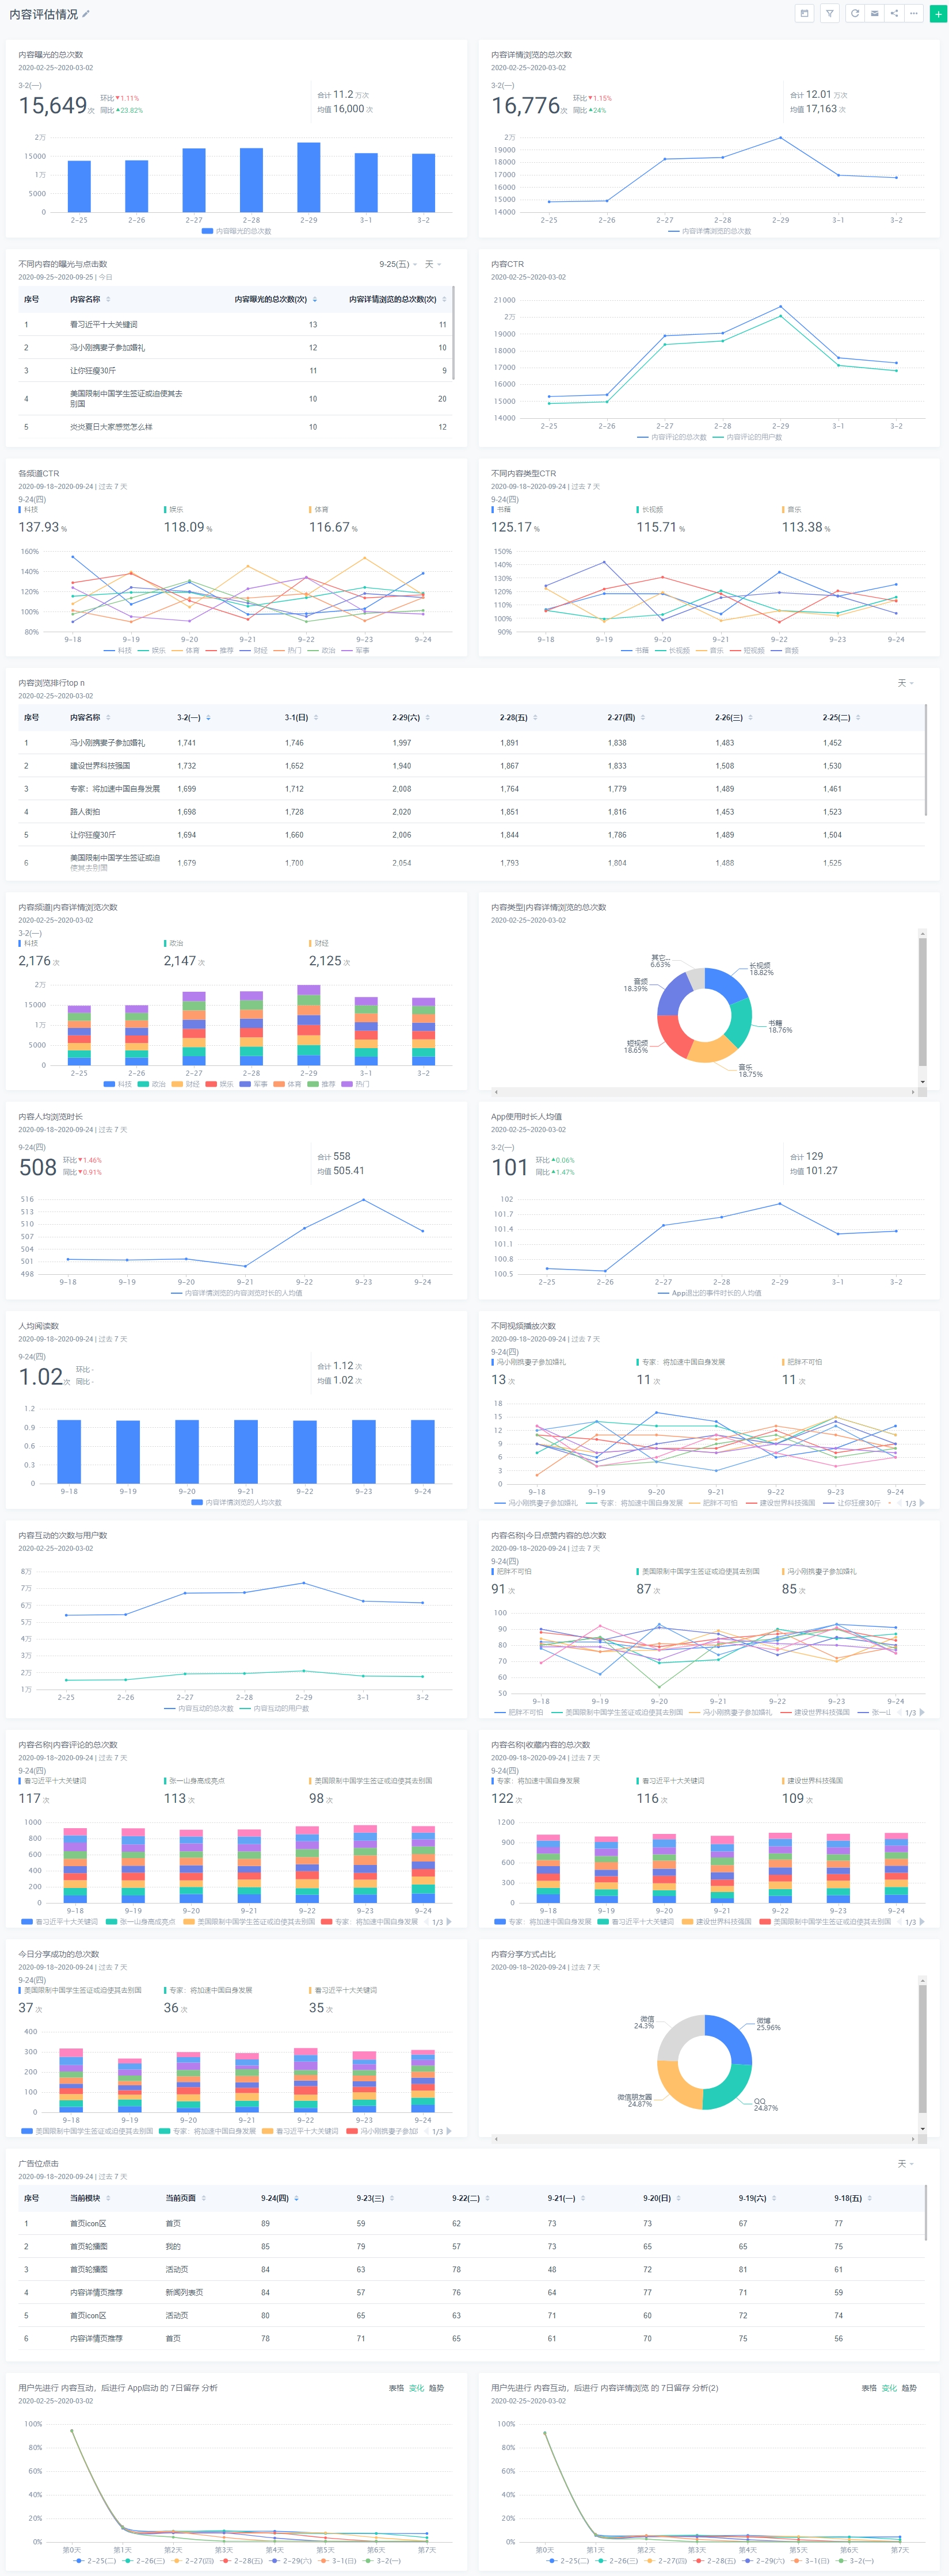 内容评估情况
内容曝光的总次数
2020-02-25~2020-03-02
3-2(一)
15,649次 环比▼1.11% 同比▲23.82%
合计 11.2 万次
均值 16,000 次
2万
15000
1万
5000
0
2-25 2-26 2-27 2-28 2-29 3-1 3-2
内容曝光的总次数
内容详情浏览的总次数
2020-02-25~2020-03-02
3-2(一)
16,776次 环比▼1.15% 同比▲24%
合计 12.01 万次
均值 17,163 次
2万
19000
18000
17000
16000
15000
14000
2-25 2-26 2-27 2-28 2-29 3-1 3-2
内容详情浏览的总次数
不同内容的曝光与点击数 9-25(五) 天
2020-09-25~2020-09-25 | 今日
序号 内容名称 内容曝光的总次数(次) 内容详情浏览的总次数(次)
1 看习近平十大关键词 13 11
2 冯小刚携妻子参加婚礼 12 10
3 让你狂瘦30斤 11 9
4 美国限制中国学生签证或迫使其去别国 10 20
5 炎炎夏日大家感觉怎么样 10 12
内容CTR
2020-02-25~2020-03-02
21000
2万
19000
18000
17000
16000
15000
14000
2-25 2-26 2-27 2-28 2-29 3-1 3-2
内容评论的总次数 内容评论的用户数
各频道CTR
2020-09-18~2020-09-24 | 过去 7 天
9-24(四)
科技 娱乐 体育
137.93 % 118.09 % 116.67 %
160%
140%
120%
100%
80%
9-18 9-19 9-20 9-21 9-22 9-23 9-24
科技 娱乐 体育 推荐 财经 热门 政治 军事
不同内容类型CTR
2020-09-18~2020-09-24 | 过去 7 天
9-24(四)
书籍 长视频 音乐
125.17 % 115.71 % 113.38 %
150%
140%
130%
120%
110%
100%
90%
9-18 9-19 9-20 9-21 9-22 9-23 9-24
书籍 长视频 音乐 短视频 音频
内容浏览排行top n 天
2020-02-25~2020-03-02
序号 内容名称 3-2(一) 3-1(日) 2-29(六) 2-28(五) 2-27(四) 2-26(三) 2-25(二)
1 冯小刚携妻子参加婚礼 1,741 1,746 1,997 1,891 1,838 1,483 1,452
2 建设世界科技强国 1,732 1,652 1,940 1,867 1,833 1,508 1,530
3 专家：将加速中国自身发展 1,699 1,712 2,008 1,764 1,779 1,489 1,461
4 路人街拍 1,698 1,728 2,020 1,851 1,816 1,453 1,523
5 让你狂瘦30斤 1,694 1,660 2,006 1,844 1,786 1,489 1,504
6 美国限制中国学生签证或迫使其去别国 1,679 1,700 2,054 1,793 1,804 1,488 1,525
内容频道|内容详情浏览次数
2020-02-25~2020-03-02
3-2(一)
科技 政治 财经
2,176 次 2,147 次 2,125 次
2万
15000
1万
5000
0
2-25 2-26 2-27 2-28 2-29 3-1 3-2
科技 政治 财经 娱乐 军事 体育 推荐 热门
内容类型|内容详情浏览的总次数
2020-02-25~2020-03-02
其它... 6.63%
长视频 18.82%
音频 18.39%
书籍 18.76%
短视频 18.65%
音乐 18.75%
内容人均浏览时长
2020-09-18~2020-09-24 | 过去 7 天
9-24(四)
508 环比▼1.46% 同比▼0.91%
合计 558
均值 505.41
516
513
510
507
504
501
498
9-18 9-19 9-20 9-21 9-22 9-23 9-24
内容详情浏览的内容浏览时长的人均值
App使用时长人均值
2020-02-25~2020-03-02
3-2(一)
101 环比▲0.06% 同比▲1.47%
合计 129
均值 101.27
102
101.7
101.4
101.1
100.8
100.5
2-25 2-26 2-27 2-28 2-29 3-1 3-2
App退出的事件时长的人均值
人均阅读数
2020-09-18~2020-09-24 | 过去 7 天
9-24(四)
1.02次 环比 - 同比 -
合计 1.12 次
均值 1.02 次
1.2
0.9
0.6
0.3
0
9-18 9-19 9-20 9-21 9-22 9-23 9-24
内容详情浏览的人均次数
不同视频播放次数
2020-09-18~2020-09-24 | 过去 7 天
9-24(四)
冯小刚携妻子参加婚礼 专家：将加速中国自身发展 肥胖不可怕
13 次 11 次 11 次
18
15
12
9
6
3
0
9-18 9-19 9-20 9-21 9-22 9-23 9-24
冯小刚携妻子参加婚礼 专家：将加速中国自身发展 肥胖不可怕 建设世界科技强国 让你狂瘦30斤 1/3
内容互动的次数与用户数
2020-02-25~2020-03-02
8万
7万
6万
5万
4万
3万
2万
1万
2-25 2-26 2-27 2-28 2-29 3-1 3-2
内容互动的总次数 内容互动的用户数
内容名称|今日点赞内容的总次数
2020-09-18~2020-09-24 | 过去 7 天
9-24(四)
肥胖不可怕 美国限制中国学生签证或迫使其去别国 冯小刚携妻子参加婚礼
91 次 87 次 85 次
100
90
80
70
60
50
9-18 9-19 9-20 9-21 9-22 9-23 9-24
肥胖不可怕 美国限制中国学生签证或迫使其去别国 冯小刚携妻子参加婚礼 建设世界科技强国 张一山 1/3
内容名称|内容评论的总次数
2020-09-18~2020-09-24 | 过去 7 天
9-24(四)
看习近平十大关键词 张一山身高成亮点 美国限制中国学生签证或迫使其去别国
117 次 113 次 98 次
1000
800
600
400
200
0
9-18 9-19 9-20 9-21 9-22 9-23 9-24
看习近平十大关键词 张一山身高成亮点 美国限制中国学生签证或迫使其去别国 专家：将加速中国自身发展 1/3
内容名称|收藏内容的总次数
2020-09-18~2020-09-24 | 过去 7 天
9-24(四)
专家：将加速中国自身发展 看习近平十大关键词 建设世界科技强国
122 次 116 次 109 次
1200
900
600
300
0
9-18 9-19 9-20 9-21 9-22 9-23 9-24
专家：将加速中国自身发展 看习近平十大关键词 建设世界科技强国 美国限制中国学生签证或迫使其去别国 1/3
今日分享成功的总次数
2020-09-18~2020-09-24 | 过去 7 天
9-24(四)
美国限制中国学生签证或迫使其去别国 专家：将加速中国自身发展 看习近平十大关键词
37 次 36 次 35 次
400
300
200
100
0
9-18 9-19 9-20 9-21 9-22 9-23 9-24
美国限制中国学生签证或迫使其去别国 专家：将加速中国自身发展 看习近平十大关键词 冯小刚携妻子参加 1/3
内容分享方式占比
2020-09-18~2020-09-24 | 过去 7 天
微信 24.3%
微博 25.96%
微信朋友圈 24.87%
QQ 24.87%
广告位点击 天
2020-09-18~2020-09-24 | 过去 7 天
序号 当前模块 当前页面 9-24(四) 9-23(三) 9-22(二) 9-21(一) 9-20(日) 9-19(六) 9-18(五)
1 首页icon区 首页 89 59 62 73 73 67 77
2 首页轮播图 我的 85 79 57 73 65 65 75
3 首页轮播图 活动页 84 63 78 48 72 81 61
4 内容详情页推荐 新闻列表页 84 57 76 64 77 71 59
5 首页icon区 活动页 80 65 63 71 60 72 74
6 内容详情页推荐 首页 78 71 65 61 70 75 56
用户先进行 内容互动，后进行 App启动 的 7日留存 分析 表格 变化 趋势
2020-02-25~2020-03-02
100%
80%
60%
40%
20%
0%
第0天 第1天 第2天 第3天 第4天 第5天 第6天 第7天
2-25(二) 2-26(三) 2-27(四) 2-28(五) 2-29(六) 3-1(日) 3-2(一)
用户先进行 内容互动，后进行 内容详情浏览 的 7日留存 分析(2) 表格 变化 趋势
2020-02-25~2020-03-02
100%
80%
60%
40%
20%
0%
第0天 第1天 第2天 第3天 第4天 第5天 第6天 第7天
2-25(二) 2-26(三) 2-27(四) 2-28(五) 2-29(六) 3-1(日) 3-2(一)